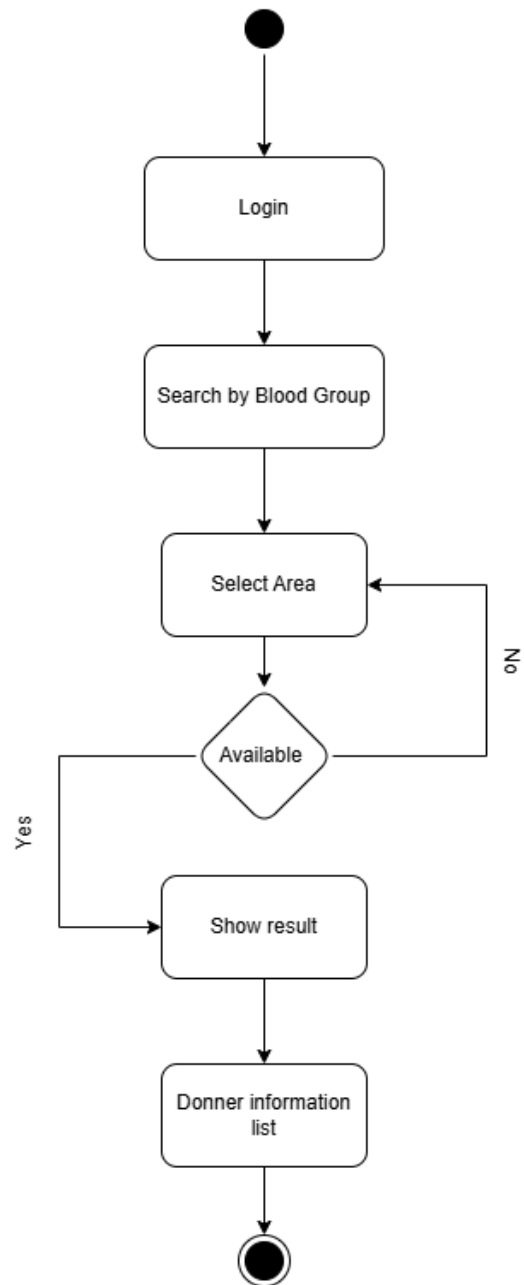 Login
Search by Blood Group
Select Area
No
Available
Yes
Show result
Donner information
list